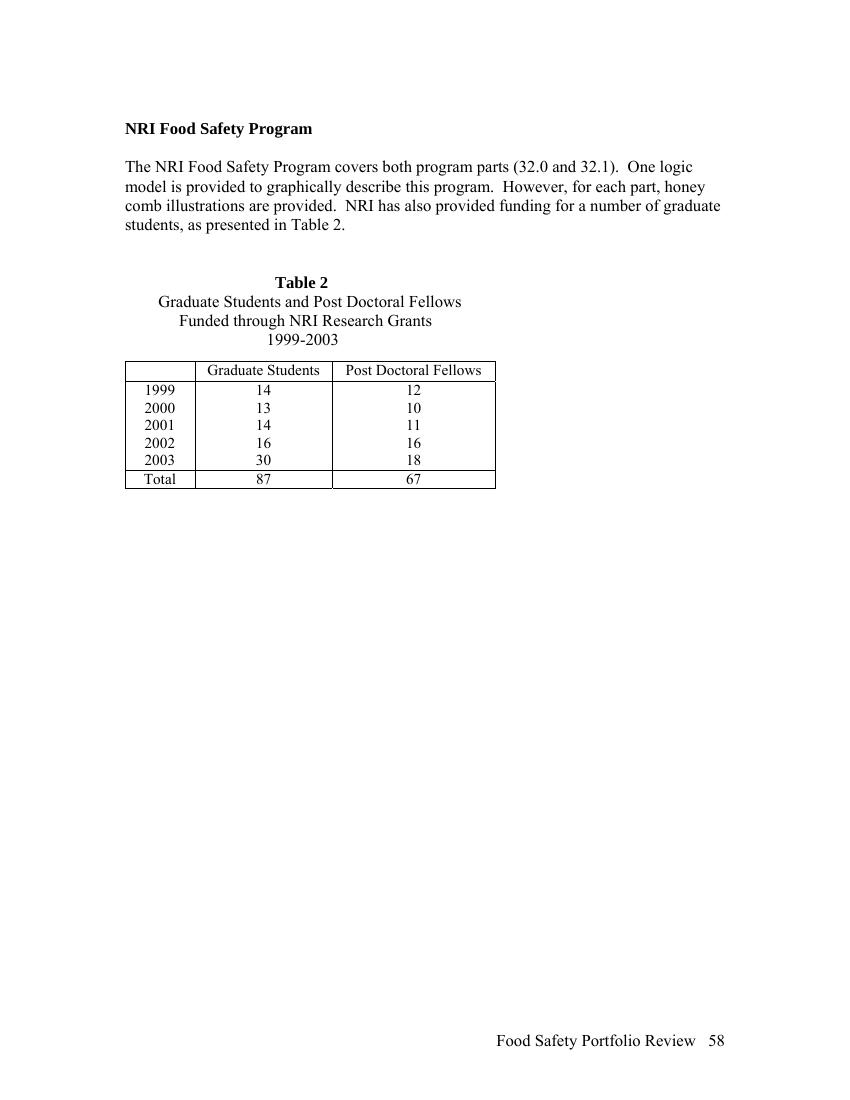 NRI Food Safety Program
The NRI Food Safety Program covers both program parts (32.0 and 32.1).  One logic
model is provided to graphically describe this program.  However, for each part, honey
comb illustrations are provided.  NRI has also provided funding for a number of graduate
students, as presented in Table 2.
Table 2
Graduate Students and Post Doctoral Fellows
Funded through NRI Research Grants
1999-2003
Graduate Students Post Doctoral Fellows
1999 14 12
2000 13 10
2001 14 11
2002 16 16
2003 30 18
Total 87 67
Food Safety Portfolio Review 58